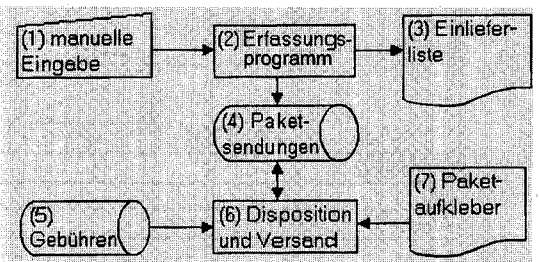 (1) manuelle
Eingabe
(2) Erfassungs-
programm
(3) Einliefer-
liste
(4) Paket-
sendungen
(5)
Gebühren
(6) Disposition
und Versand
(7) Paket-
aufkleber